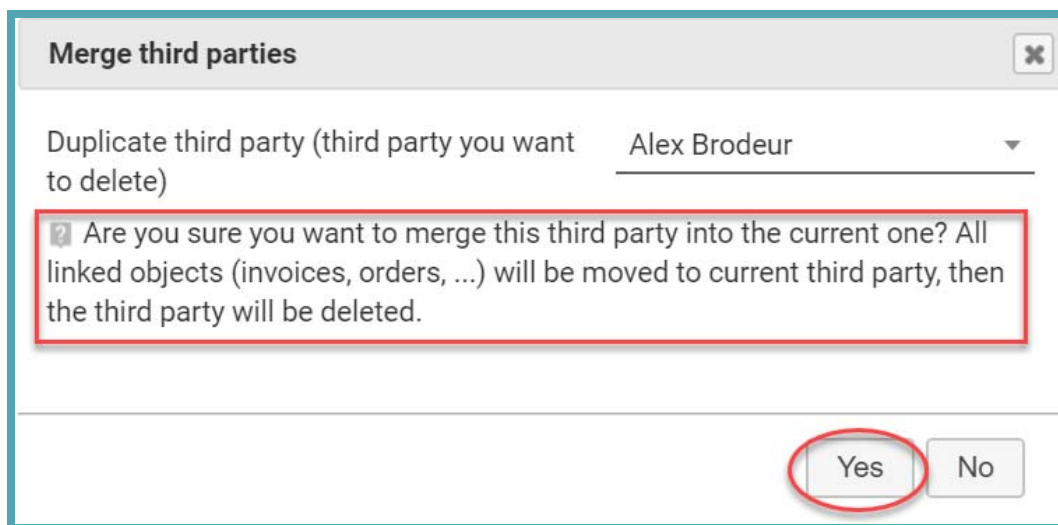 Merge third parties
Duplicate third party (third party you want
to delete)
Alex Brodeur
Are you sure you want to merge this third party into the current one? All
linked objects (invoices, orders, ...) will be moved to current third party, then
the third party will be deleted.
Yes
No